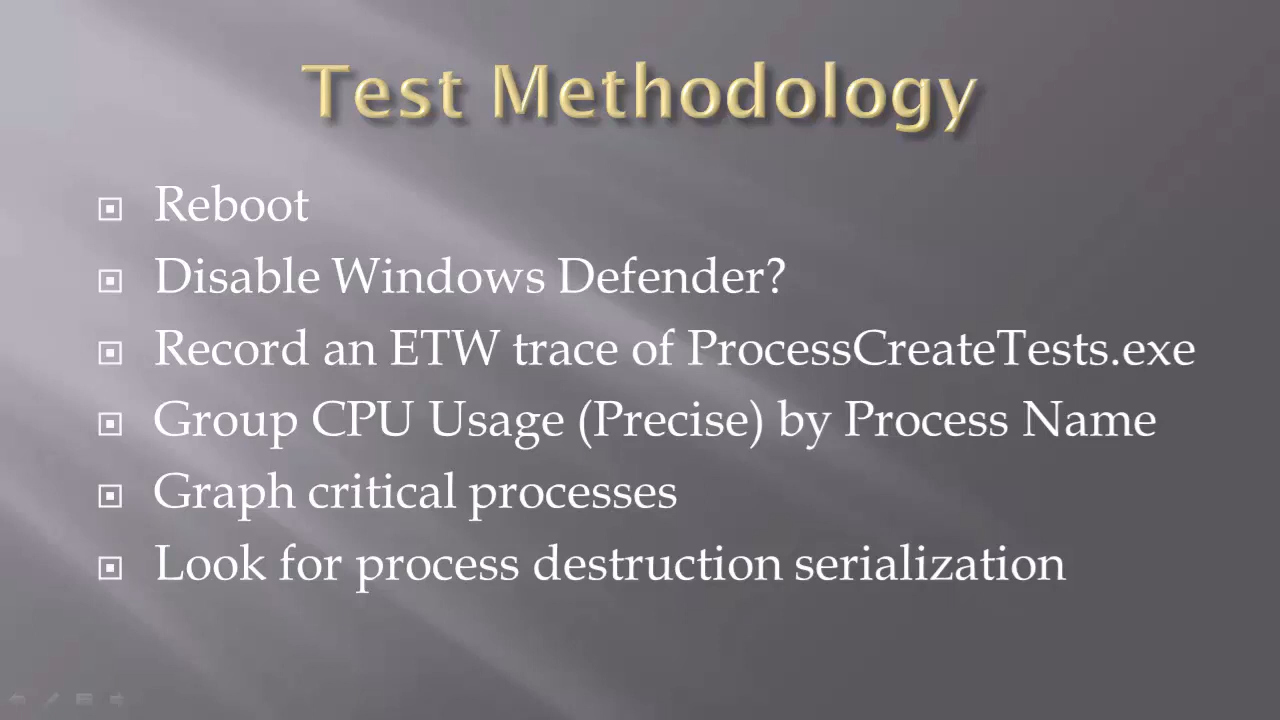 Test Methodology
Reboot
Disable Windows Defender?
Record an ETW trace of ProcessCreateTests.exe
Group CPU Usage (Precise) by Process Name
Graph critical processes
Look for process destruction serialization